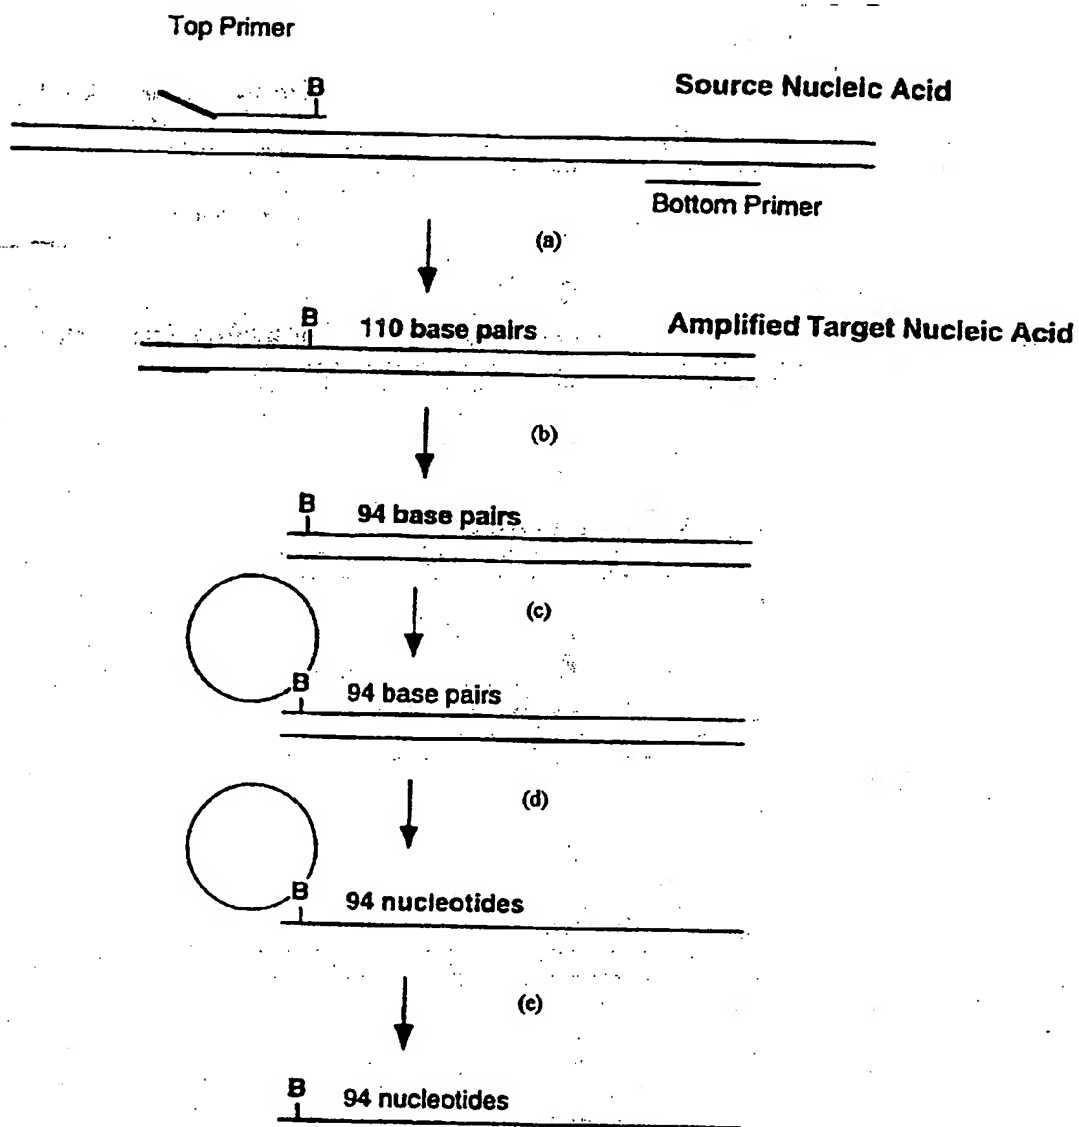 Top Primer
B
Source Nucleic Acid
Bottom Primer
(a)
B
110 base pairs
Amplified Target Nucleic Acid
(b)
B
94 base pairs
(c)
B
94 base pairs
(d)
B
94 nucleotides
(e)
B
94 nucleotides